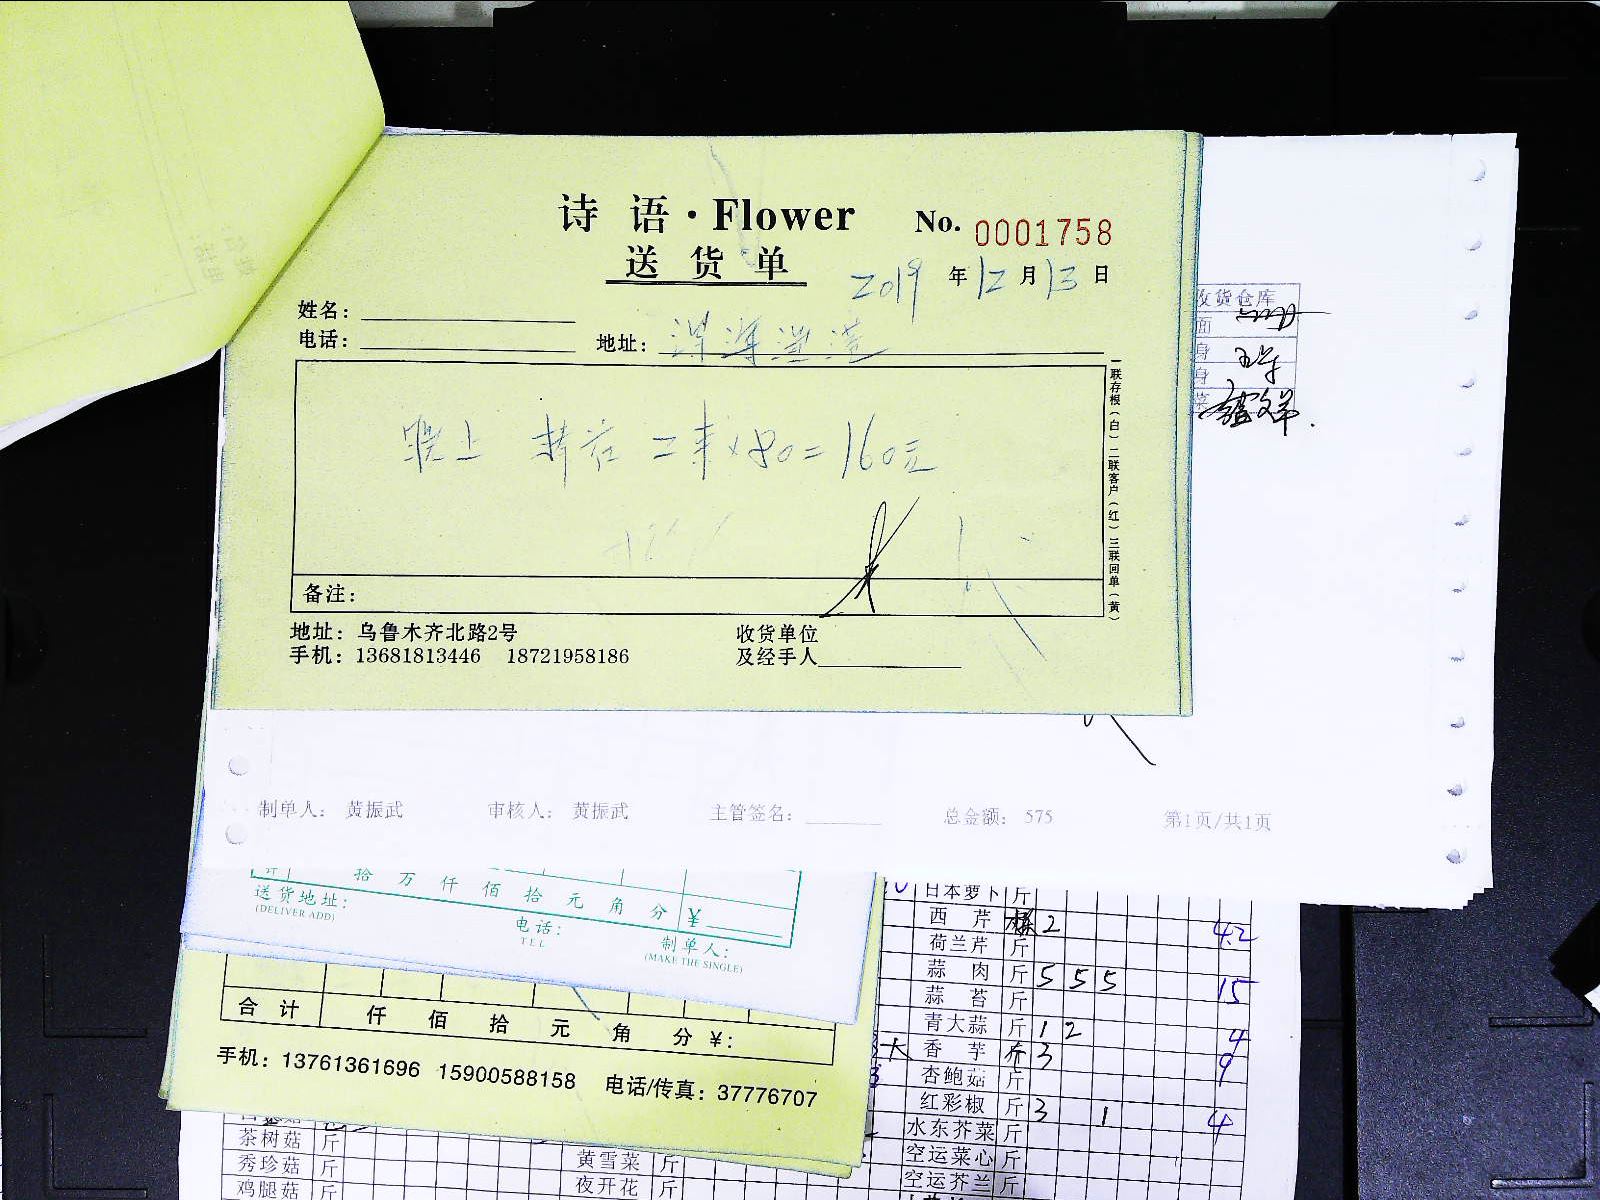 诗 语·Flower
No. 0001758
送 货 单
2019 年 12 月 13 日
姓名：
电话：
地址：
二束×80=160元
备注：
地址：乌鲁木齐北路2号
手机：13681813446 18721958186
收货单位
及经手人
一联存根（白）二联客户（红）三联回单（黄）
收货仓库
面
身
身
菜
制单人： 黄振武 审核人： 黄振武 主管签名： 总金额： 575 第1页/共1页
拾 万 仟 佰 拾 元 角 分 ￥
送货地址：
(DELIVER ADD)
电话：
TEL
制单人：
(MAKE THE SINGLE)
合 计 仟 佰 拾 元 角 分 ￥：
手机：13761361696 15900588158 电话/传真：37776707
日本萝卜 斤
西 芹 2 42
荷兰芹 斤
蒜 肉 斤 5 5 5 15
蒜 苔 斤
青大蒜 斤 1 2 4
大 香 芋 斤 3 9
杏鲍菇 斤
红彩椒 斤 3 1 4
水东芥菜 斤
空运菜心 斤
空运芥兰 斤
茶树菇 斤
秀珍菇 斤 黄雪菜 斤
鸡腿菇 斤 夜开花 斤